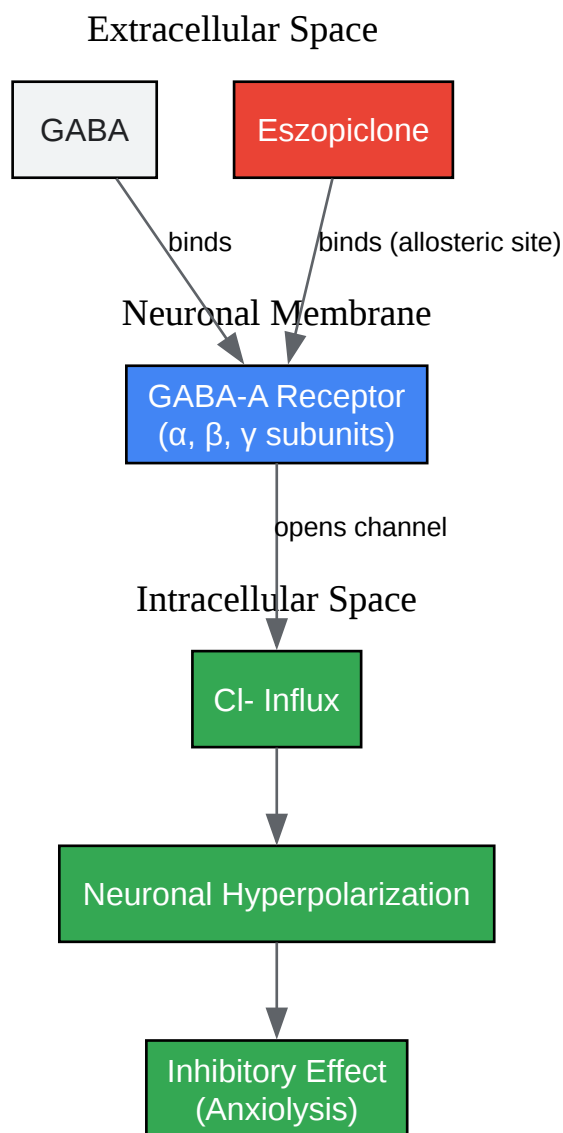 Extracellular Space
GABA
Eszopiclone
binds
binds (allosteric site)
Neuronal Membrane
GABA-A Receptor
(α, β, γ subunits)
opens channel
Intracellular Space
Cl- Influx
Neuronal Hyperpolarization
Inhibitory Effect
(Anxiolysis)